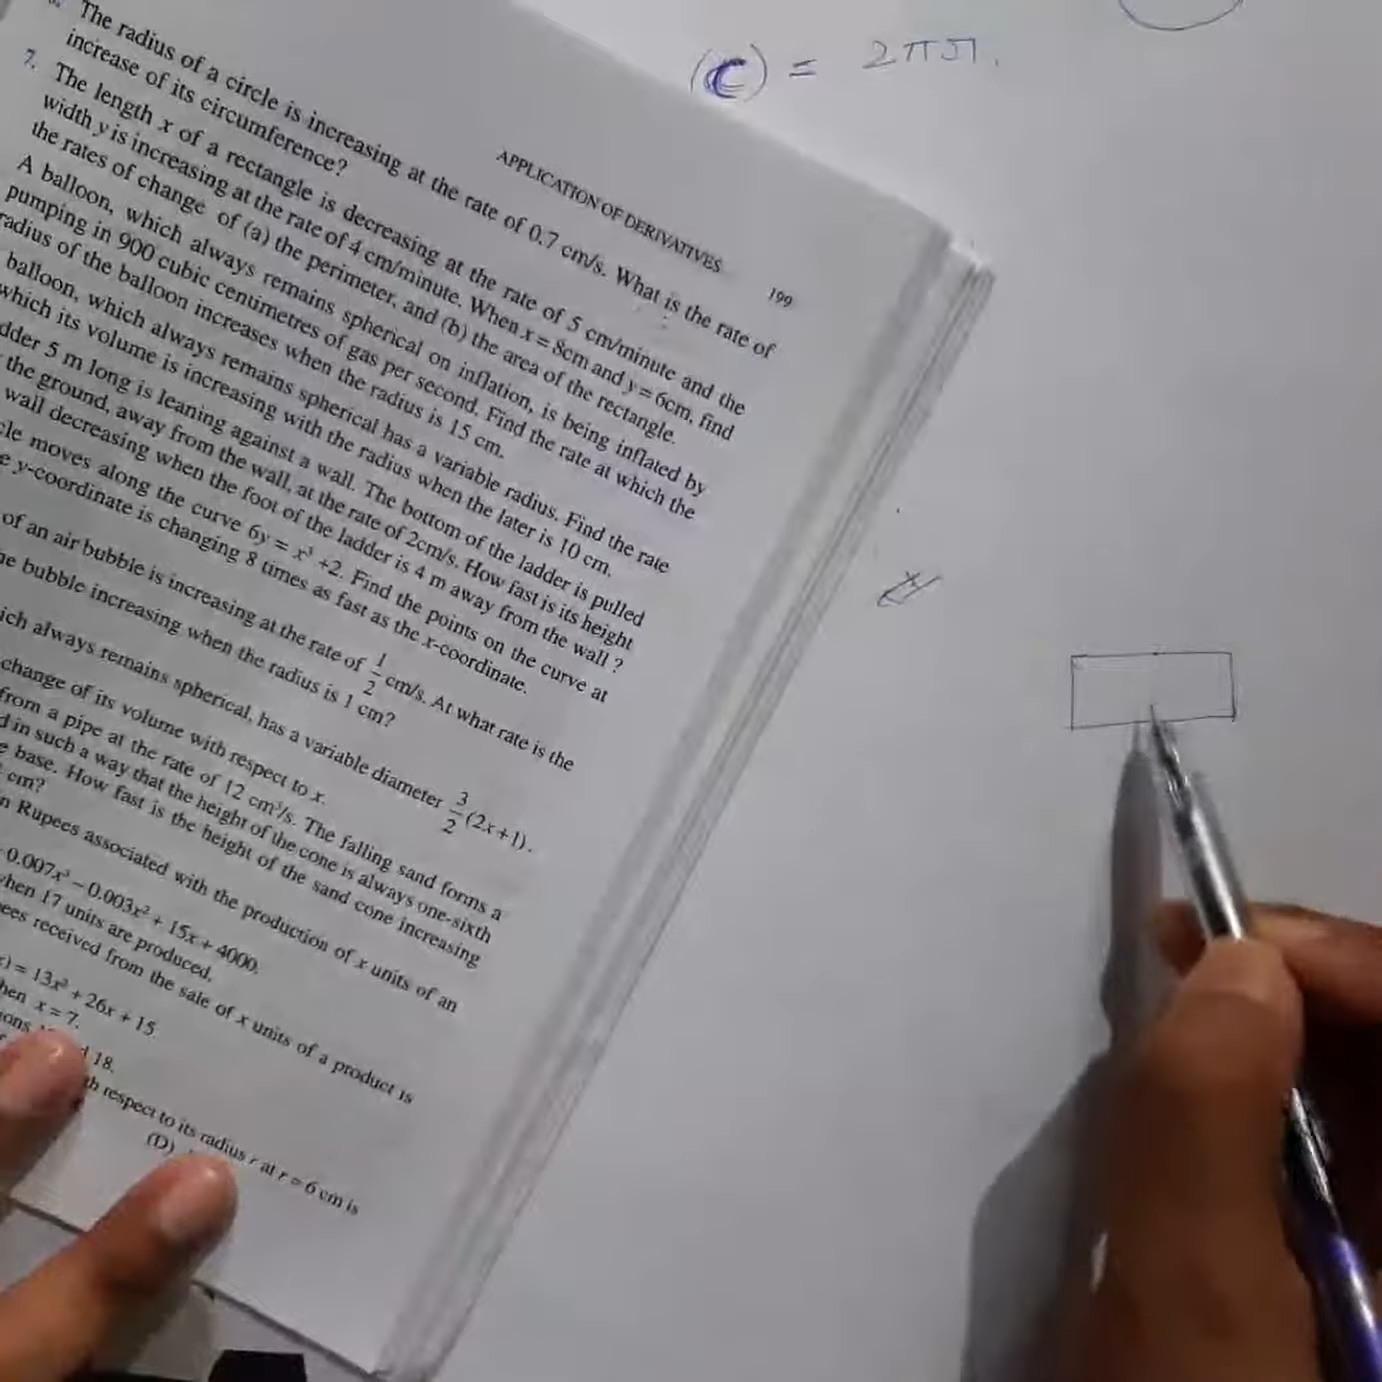 (C) = 2πr.
APPLICATION OF DERIVATIVES 199
The radius of a circle is increasing at the rate of 0.7 cm/s. What is the rate of
increase of its circumference?
7. The length x of a rectangle is decreasing at the rate of 5 cm/minute and the
width y is increasing at the rate of 4 cm/minute. When x = 8cm and y = 6cm, find
the rates of change of (a) the perimeter, and (b) the area of the rectangle.
A balloon, which always remains spherical on inflation, is being inflated by
pumping in 900 cubic centimetres of gas per second. Find the rate at which the
radius of the balloon increases when the radius is 15 cm.
balloon, which always remains spherical has a variable radius. Find the rate
which its volume is increasing with the radius when the later is 10 cm.
5 m long is leaning against a wall. The bottom of the ladder is pulled
the ground, away from the wall, at the rate of 2cm/s. How fast is its height
wall decreasing when the foot of the ladder is 4 m away from the wall ?
moves along the curve 6y = x³ +2. Find the points on the curve at
y-coordinate is changing 8 times as fast as the x-coordinate.
of an air bubble is increasing at the rate of 1/2 cm/s. At what rate is the
bubble increasing when the radius is 1 cm?
always remains spherical, has a variable diameter 3/2 (2x+1).
change of its volume with respect to x.
from a pipe at the rate of 12 cm³/s. The falling sand forms a
in such a way that the height of the cone is always one-sixth
base. How fast is the height of the sand cone increasing
cm?
Rupees associated with the production of x units of an
0.007x³ – 0.003x² + 15x + 4000.
when 17 units are produced.
received from the sale of x units of a product is
= 13x² + 26x + 15.
x = 7.
18.
respect to its radius r at r = 6 cm is
(D)